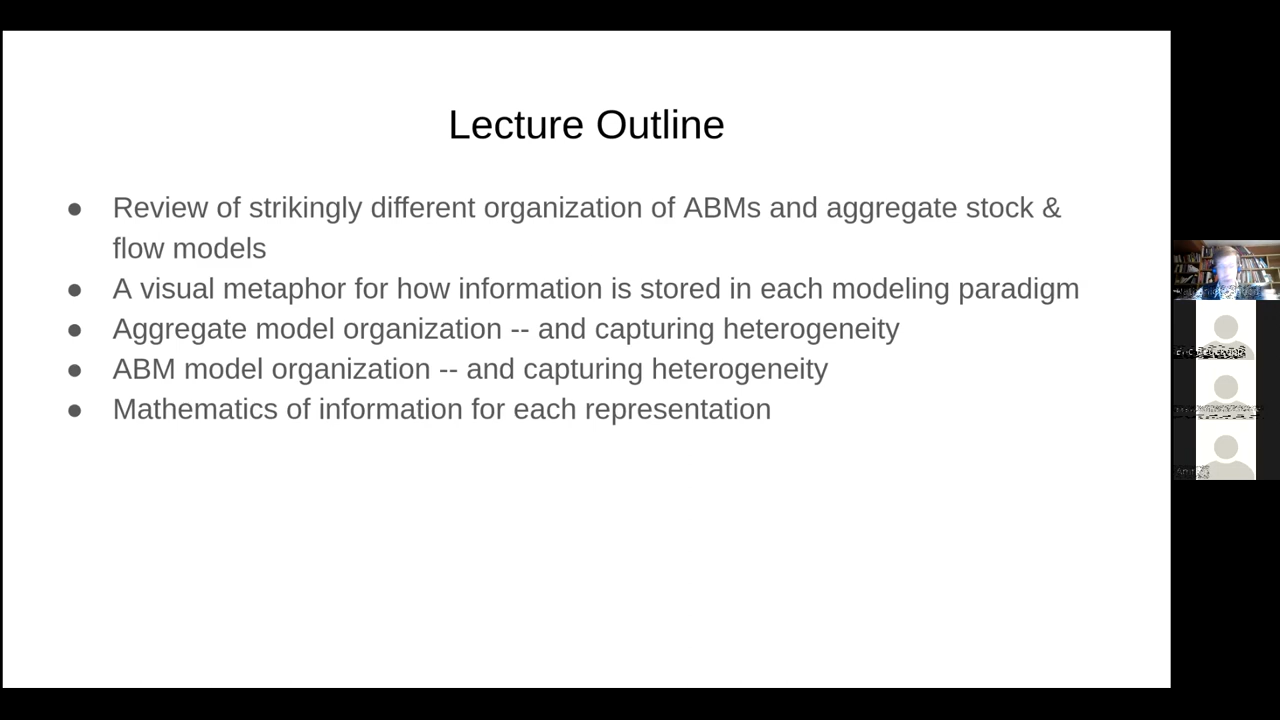 Lecture Outline
● Review of strikingly different organization of ABMs and aggregate stock &
flow models
● A visual metaphor for how information is stored in each modeling paradigm
● Aggregate model organization -- and capturing heterogeneity
● ABM model organization -- and capturing heterogeneity
● Mathematics of information for each representation